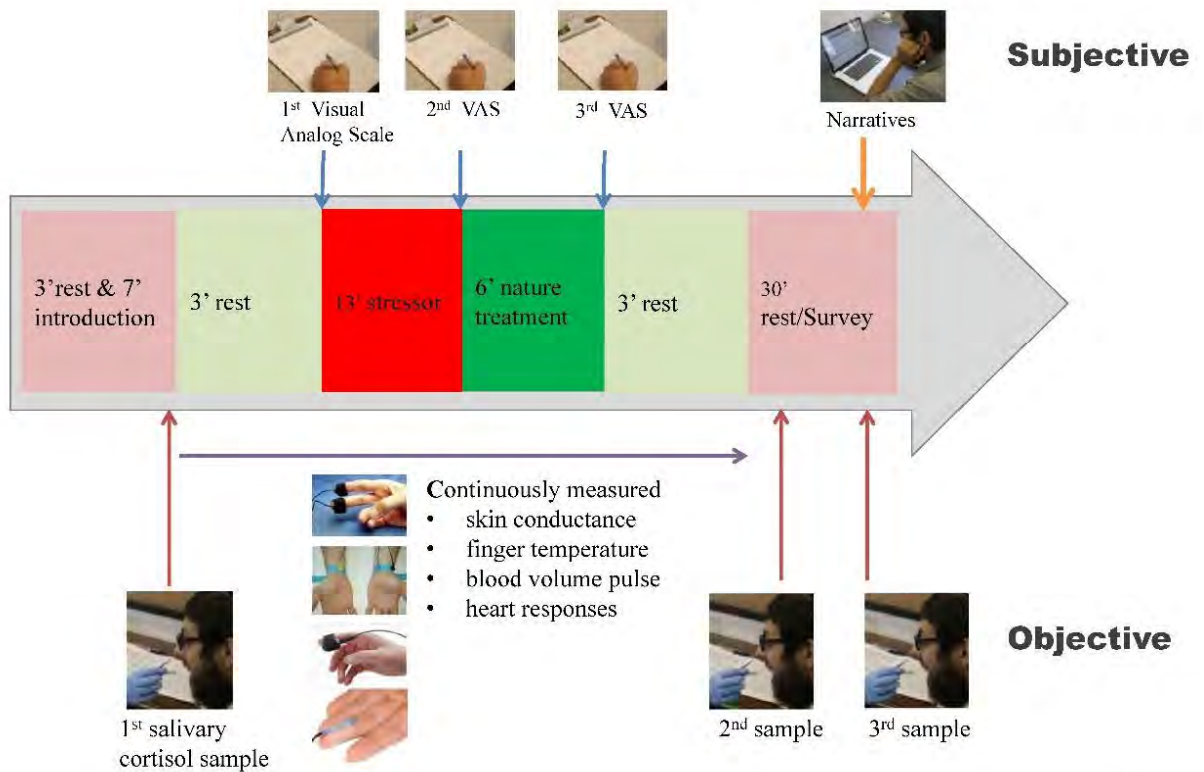 Subjective
1st Visual
Analog Scale
2nd VAS
3rd VAS
Narratives
3'rest & 7'
introduction
3' rest
13' stressor
6' nature
treatment
3' rest
30'
rest/Survey
Continuously measured
• skin conductance
• finger temperature
• blood volume pulse
• heart responses
Objective
1st salivary
cortisol sample
2nd sample
3rd sample